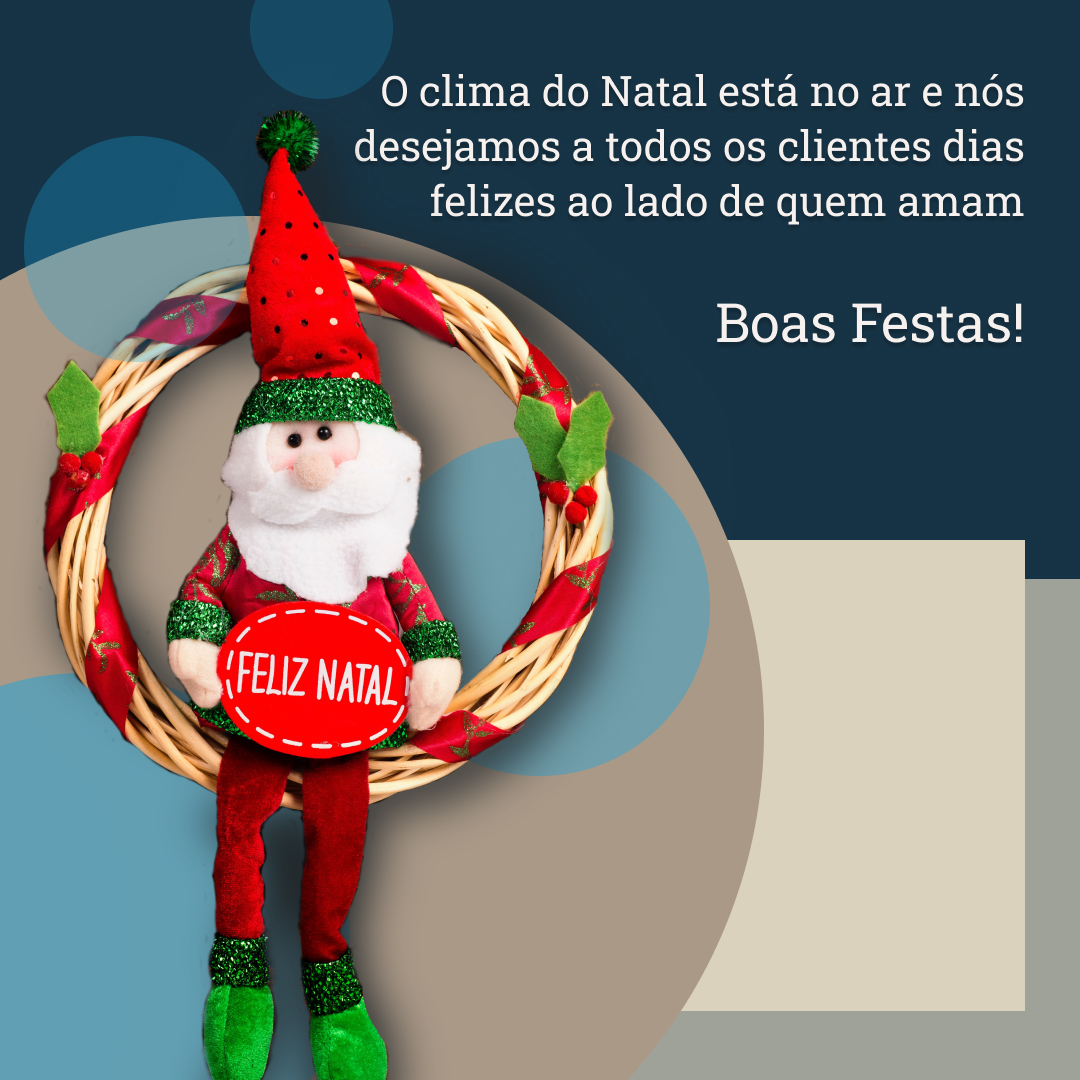 O clima do Natal está no ar e nós
desejamos a todos os clientes dias
felizes ao lado de quem amam
Boas Festas!
FELIZ NATAL